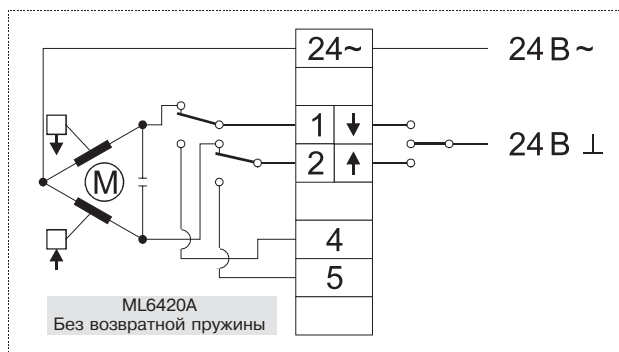 24~ 24 В ~
1 ↓
24 В ⊥
2 ↑
M
4
5
ML6420A
Без возвратной пружины